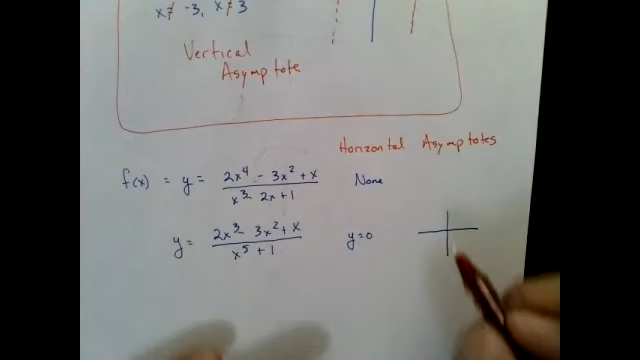 x ≠ -3, x ≠ 3
Vertical
Asymptote
Horizontal Asymptotes
f(x) = y = (2x⁴ - 3x² + x)/(x³ - 2x + 1) None
y = (2x³ - 3x² + x)/(x⁵ + 1) y = 0